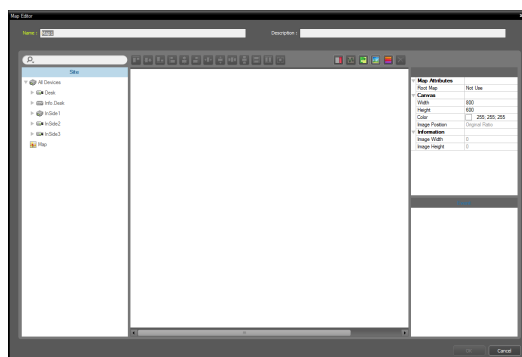 Map Editor
Name :
Description :
Site
All Devices
Desk
Info.Desk
InSide1
InSide2
InSide3
Map
Map Attributes
Root Map Not Use
Canvas
Width 800
Height 600
Color 255, 255, 255
Image Position Original Ratio
Information
Image Width 0
Image Height 0
Cancel